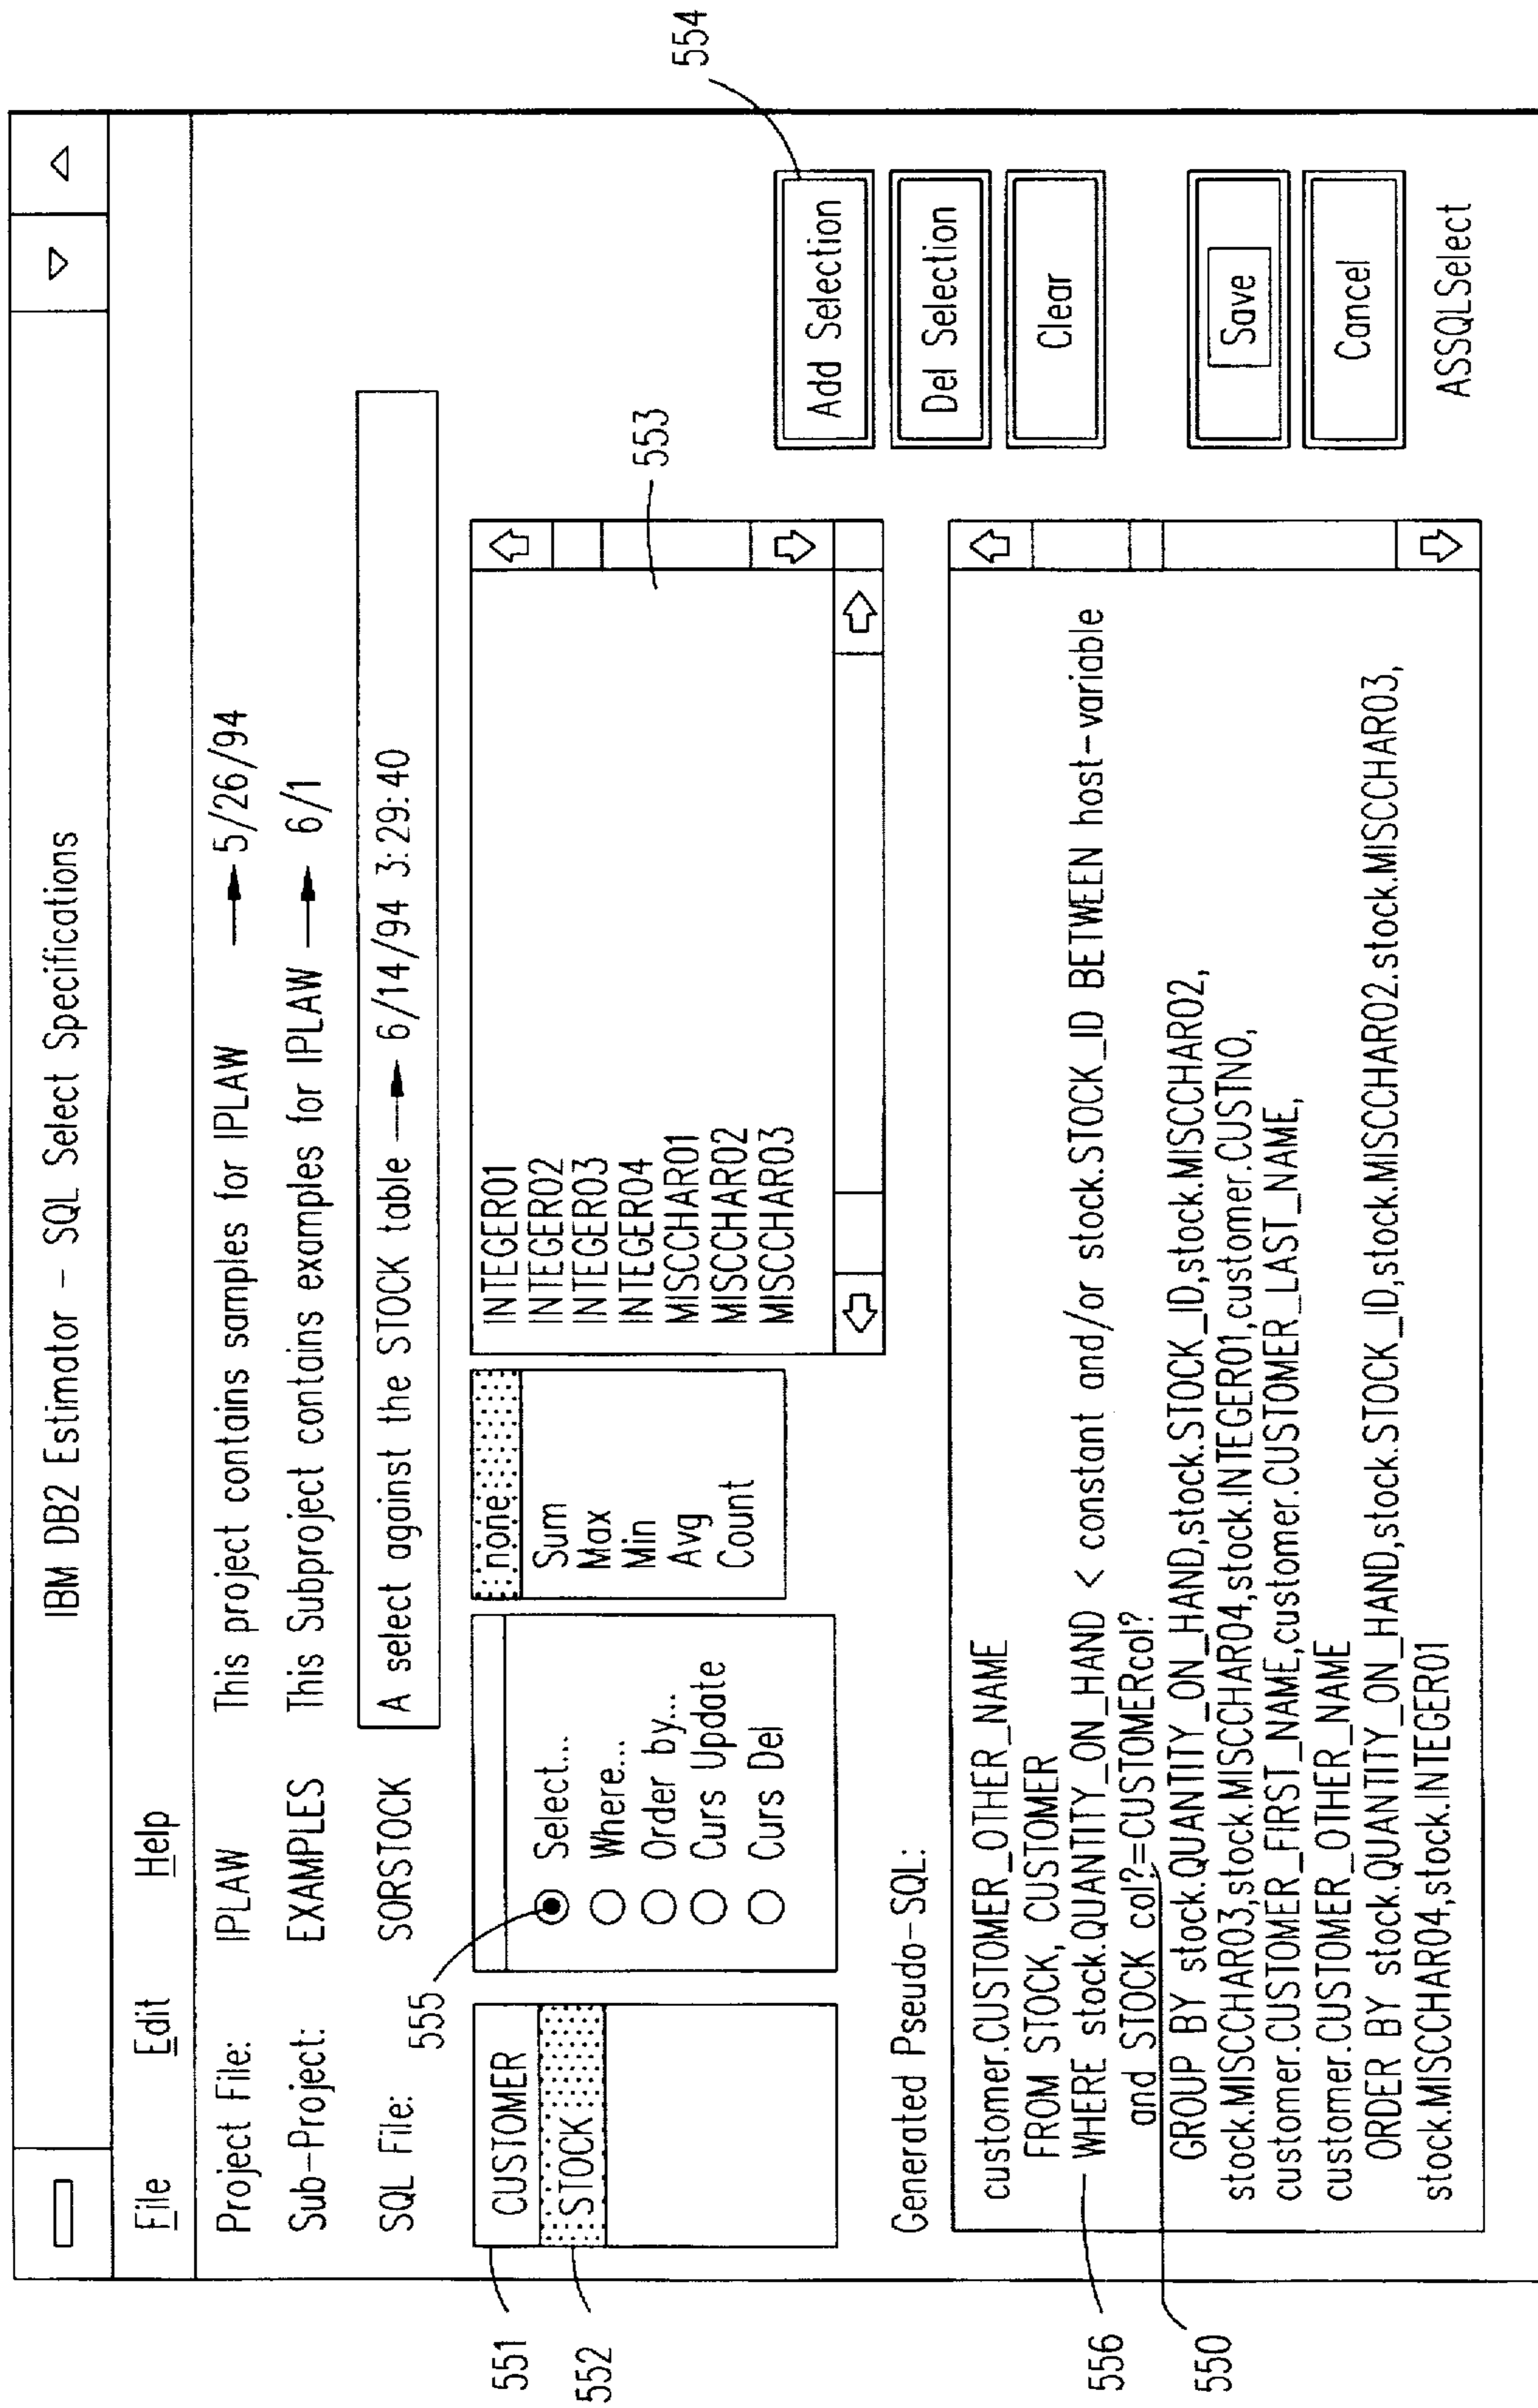 IBM DB2 Estimator – SQL Select Specifications
File Edit Help
Project File: IPLAW This project contains samples for IPLAW → 5/26/94
Sub-Project: EXAMPLES This Subproject contains examples for IPLAW → 6/1
SQL File: SORSTOCK A select against the STOCK table → 6/14/94 3:29:40
555
551
552
CUSTOMER
STOCK
Select...
Where...
Order by...
Curs Update
Curs Del
none
Sum
Max
Min
Avg
Count
INTEGER01
INTEGER02
INTEGER03
INTEGER04
MISCCHAR01
MISCCHAR02
MISCCHAR03
553
554
Add Selection
Del Selection
Clear
Save
Cancel
ASSQLSelect
Generated Pseudo-SQL:
customer.CUSTOMER_OTHER_NAME
FROM STOCK, CUSTOMER
WHERE stock.QUANTITY_ON_HAND < constant and/or stock.STOCK_ID BETWEEN host-variable
and STOCK col?=CUSTOMERcol?
GROUP BY stock.QUANTITY_ON_HAND,stock.STOCK_ID,stock.MISCCHAR02,
stock.MISCCHAR03,stock.MISCCHAR04,stock.INTEGER01,customer.CUSTNO,
customer.CUSTOMER_FIRST_NAME,customer.CUSTOMER_LAST_NAME,
customer.CUSTOMER_OTHER_NAME
ORDER BY stock.QUANTITY_ON_HAND,stock.STOCK_ID,stock.MISCCHAR02.stock.MISCCHAR03,
stock.MISCCHAR04,stock.INTEGER01
556
550